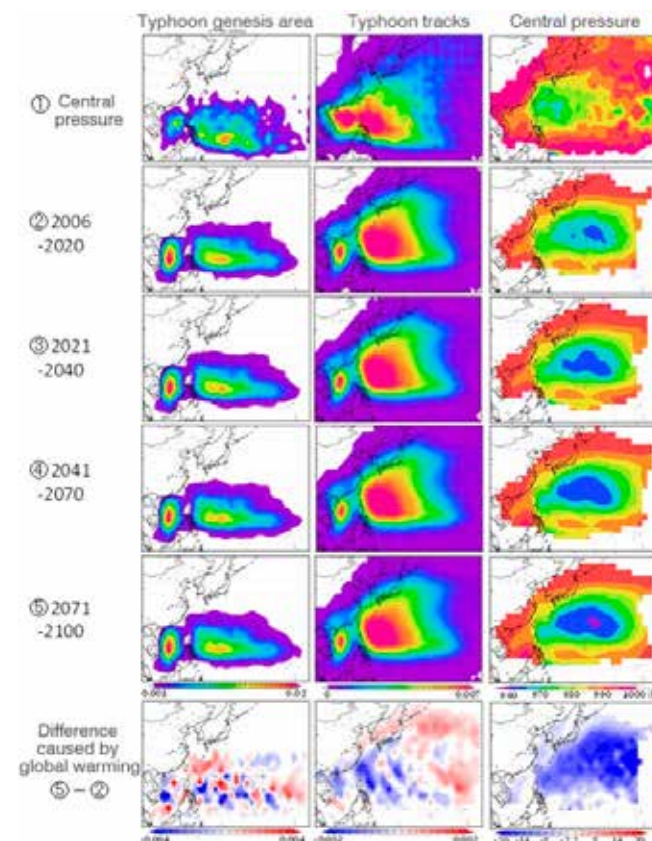 Typhoon genesis area
Typhoon tracks
Central pressure
① Central
pressure
② 2006
-2020
③ 2021
-2040
④ 2041
-2070
⑤ 2071
-2100
Difference
caused by
global warming
⑤ − ②